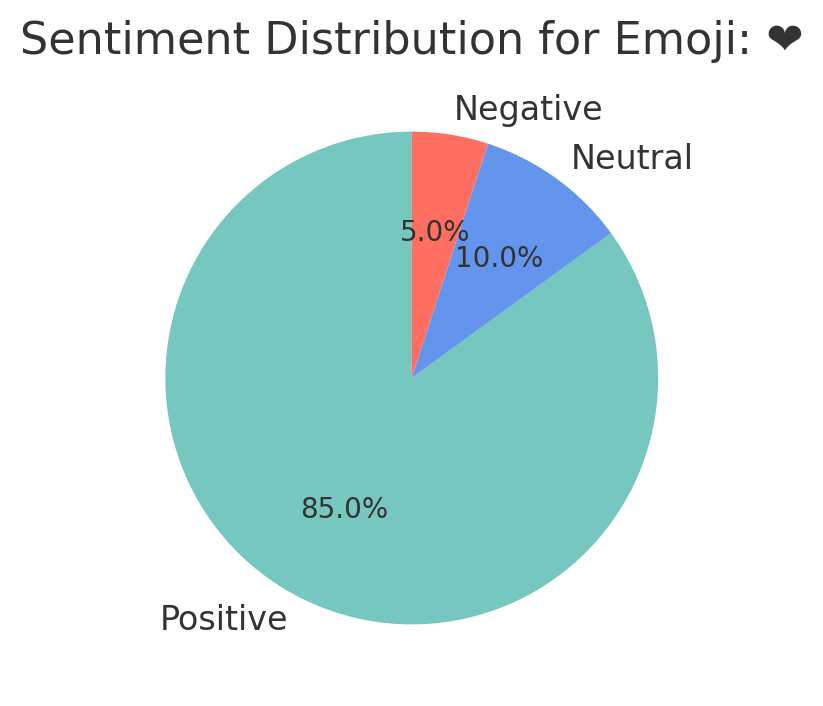 Sentiment Distribution for Emoji: ❤
Negative
Neutral
5.0%
10.0%
85.0%
Positive